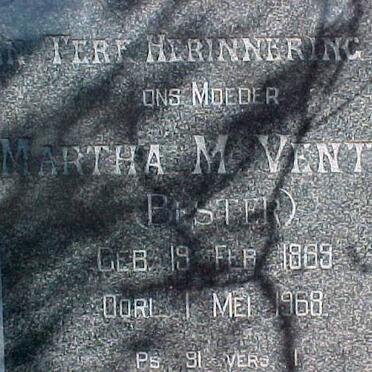 IN TERE HERINNERING
ONS MOEDER
MARTHA M VENT
(BESTER)
GEB. 19 FEB 1869
OORL 1 MEI 1968
PS 91 VERS 1